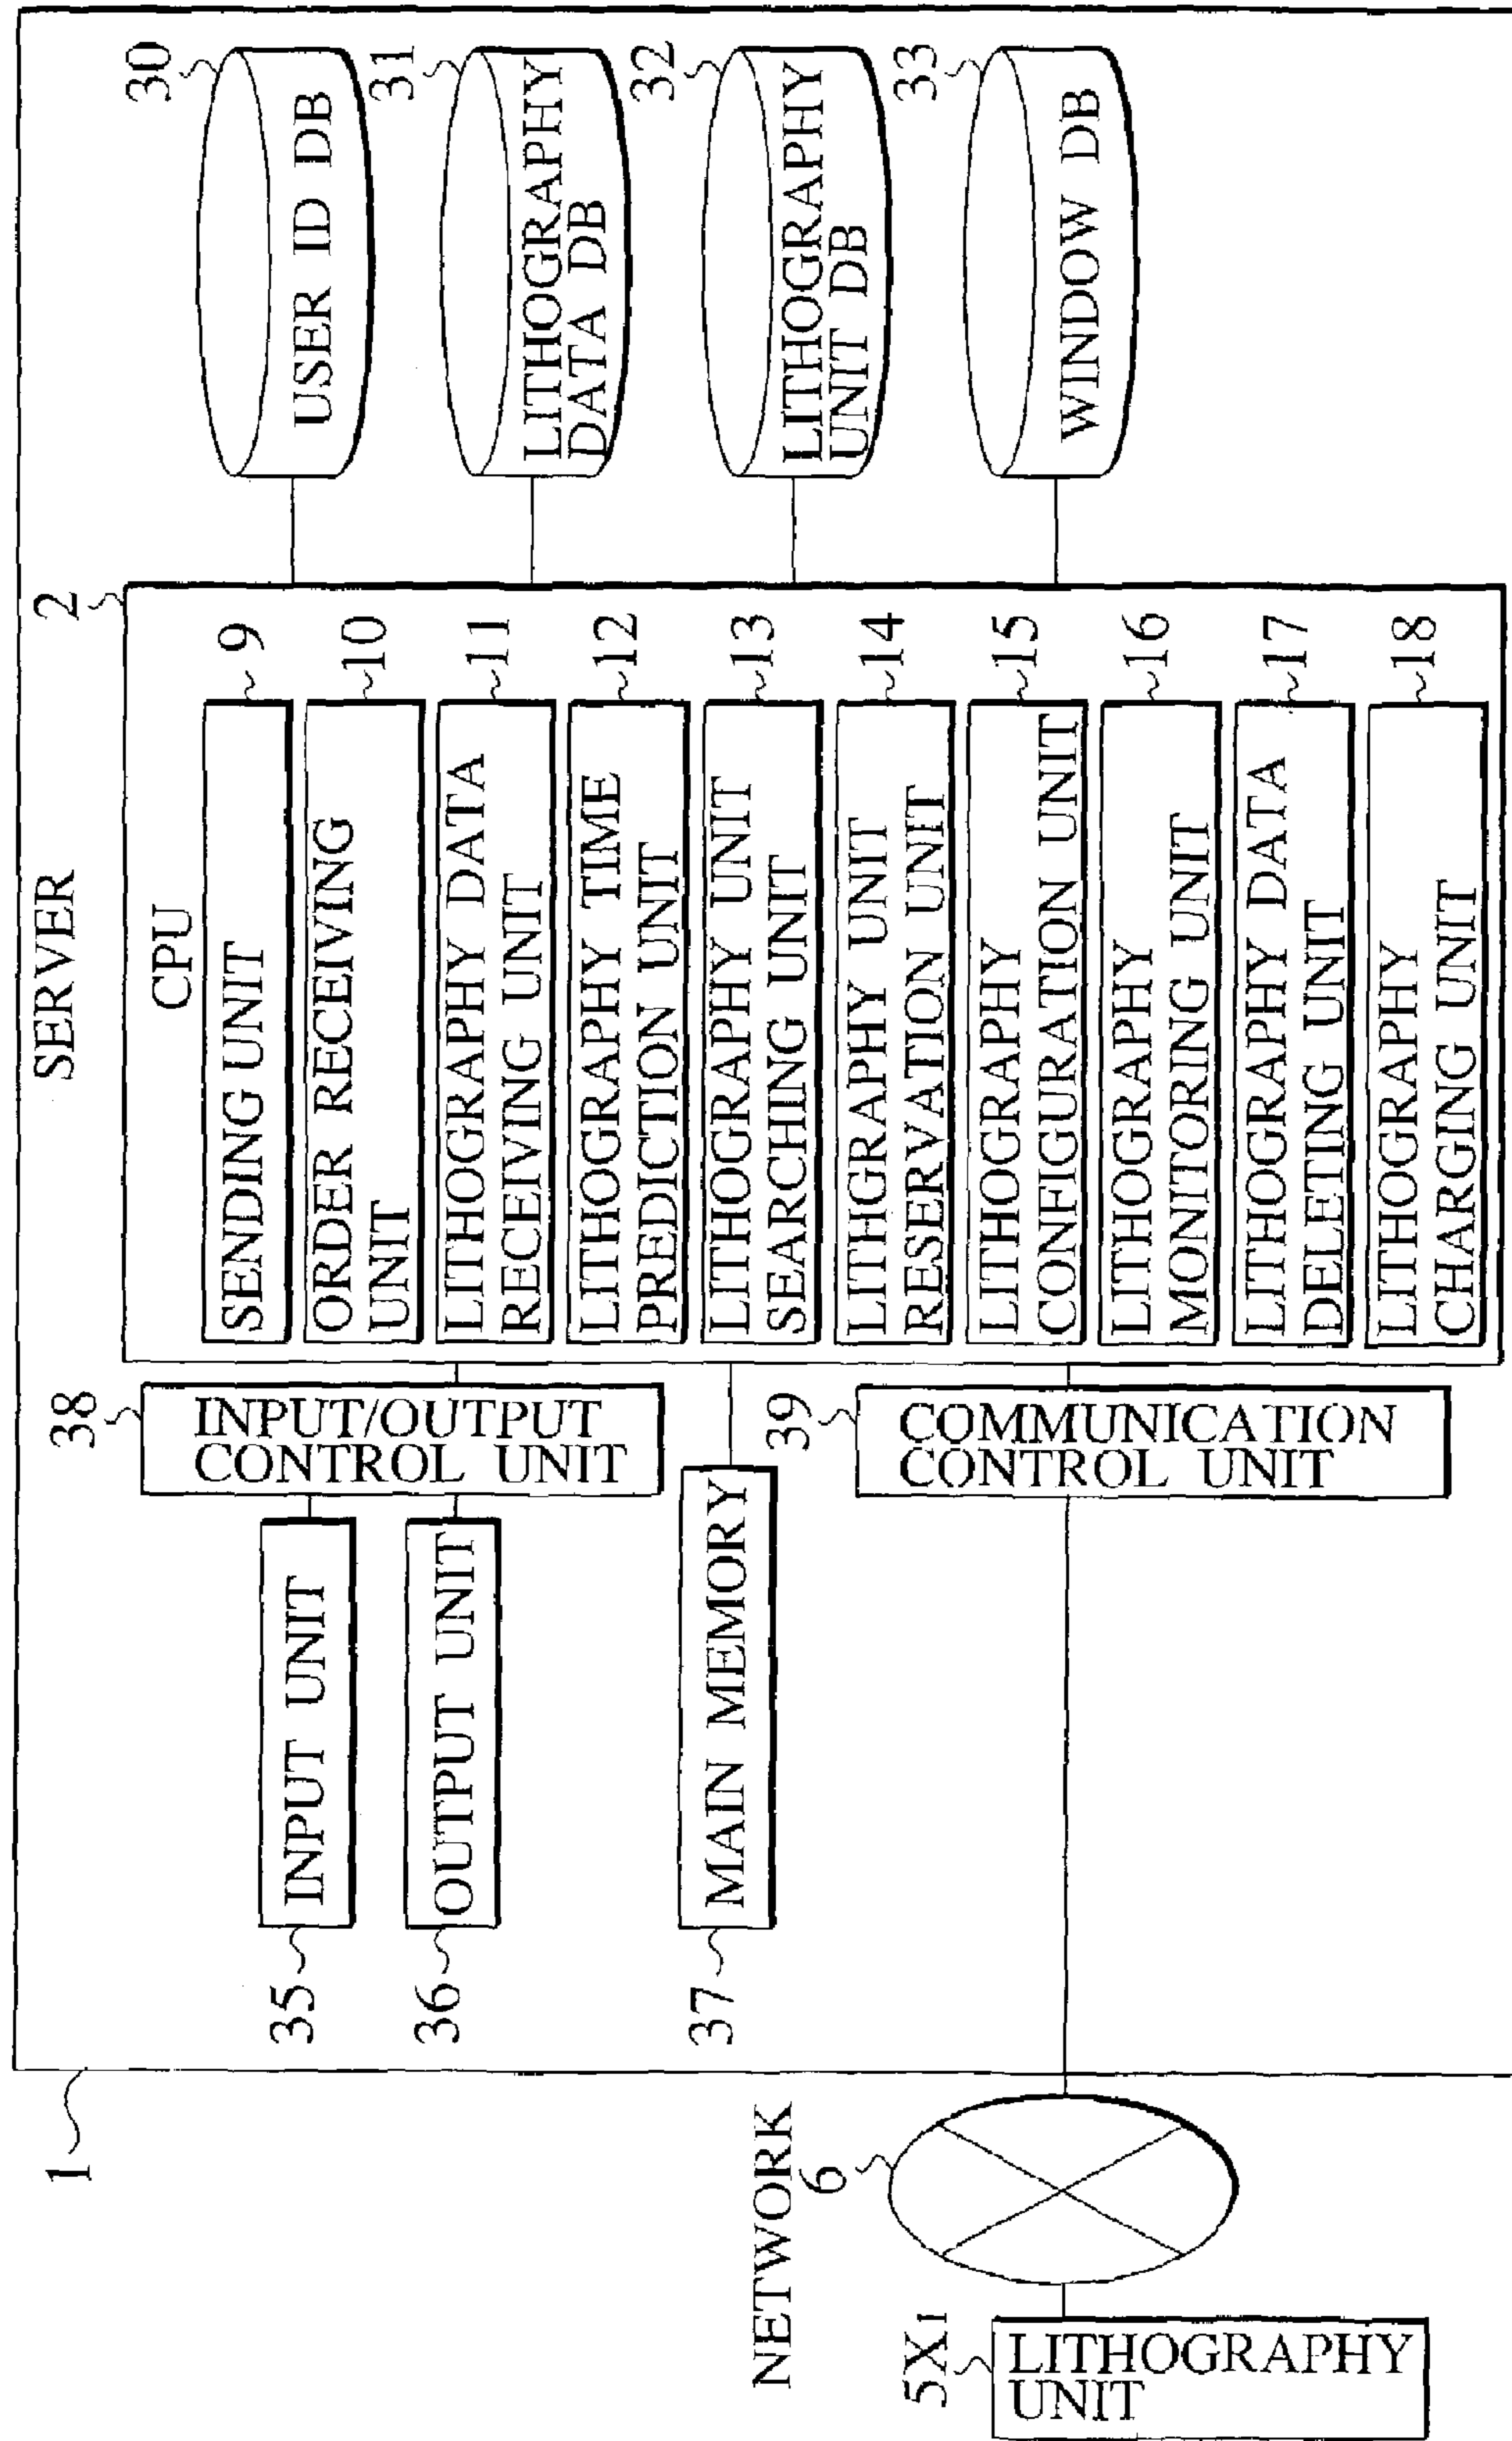 SERVER
1
2
CPU
SENDING UNIT
9
ORDER RECEIVING
UNIT
10
LITHOGRAPHY DATA
RECEIVING UNIT
11
LITHOGRAPHY TIME
PREDICTION UNIT
12
LITHOGRAPHY UNIT
SEARCHING UNIT
13
LITHGRAPHY UNIT
RESERVATION UNIT
14
LITHOGRAPHY
CONFIGURATION UNIT
15
LITHOGRAPHY
MONITORING UNIT
16
LITHOGRAPHY DATA
DELETING UNIT
17
LITHOGRAPHY
CHARGING UNIT
18
30
USER ID DB
31
LITHOGRAPHY
DATA DB
32
LITHOGRAPHY
UNIT DB
33
WINDOW DB
38
INPUT/OUTPUT
CONTROL UNIT
35
INPUT UNIT
36
OUTPUT UNIT
37
MAIN MEMORY
39
COMMUNICATION
CONTROL UNIT
NETWORK
6
5X1
LITHOGRAPHY
UNIT